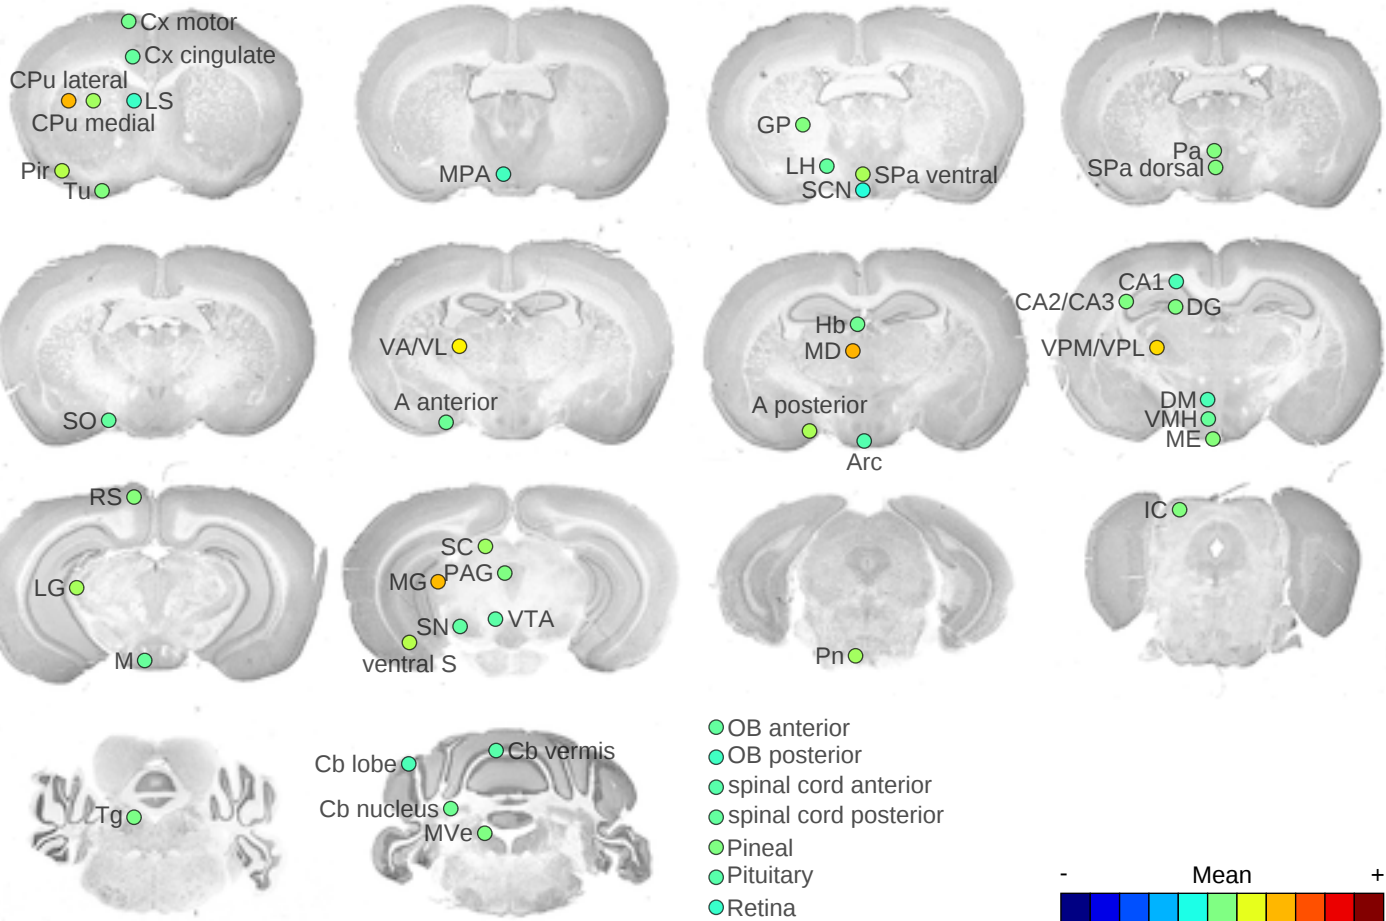 Cx motor
Cx cingulate
CPu lateral
LS
CPu medial
Pir
Tu
MPA
GP
LH
SPa ventral
SCN
Pa
SPa dorsal
SO
VA/VL
A anterior
Hb
MD
A posterior
Arc
CA1
CA2/CA3
DG
VPM/VPL
DM
VMH
ME
RS
LG
M
SC
MG
PAG
SN
VTA
ventral S
Pn
IC
Tg
Cb lobe
Cb vermis
Cb nucleus
MVe
OB anterior
OB posterior
spinal cord anterior
spinal cord posterior
Pineal
Pituitary
Retina
- Mean +